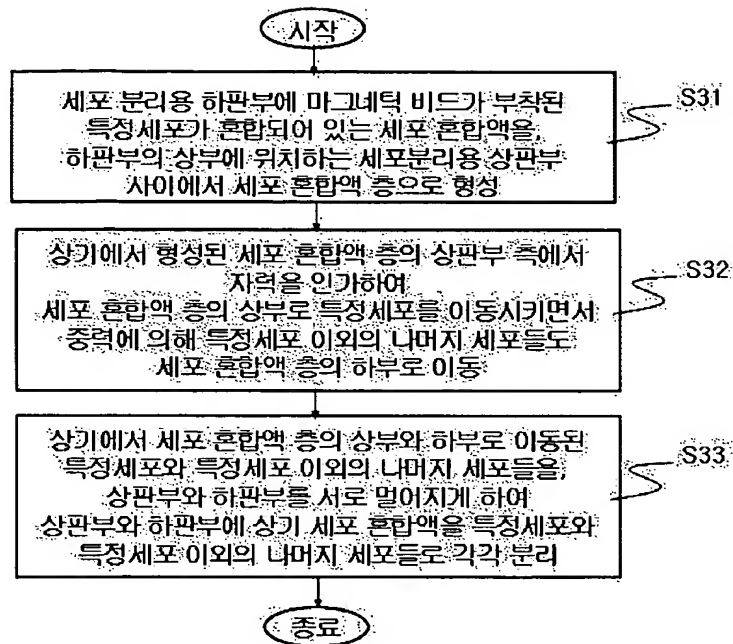 시작
세포 분리용 하판부에 마그네틱 비드가 부착된
특정세포가 혼합되어 있는 세포 혼합액을,
하판부의 상부에 위치하는 세포분리용 상판부
사이에서 세포 혼합액 층으로 형성
S31
상기에서 형성된 세포 혼합액 층의 상판부 측에서
자력을 인가하여
세포 혼합액 층의 상부로 특정세포를 이동시키면서
중력에 의해 특정세포 이외의 나머지 세포들도
세포 혼합액 층의 하부로 이동
S32
상기에서 세포 혼합액 층의 상부와 하부로 이동된
특정세포와 특정세포 이외의 나머지 세포들을,
상판부와 하판부를 서로 멀어지게 하여
상판부와 하판부에 상기 세포 혼합액을 특정세포와
특정세포 이외의 나머지 세포들로 각각 분리
S33
종료